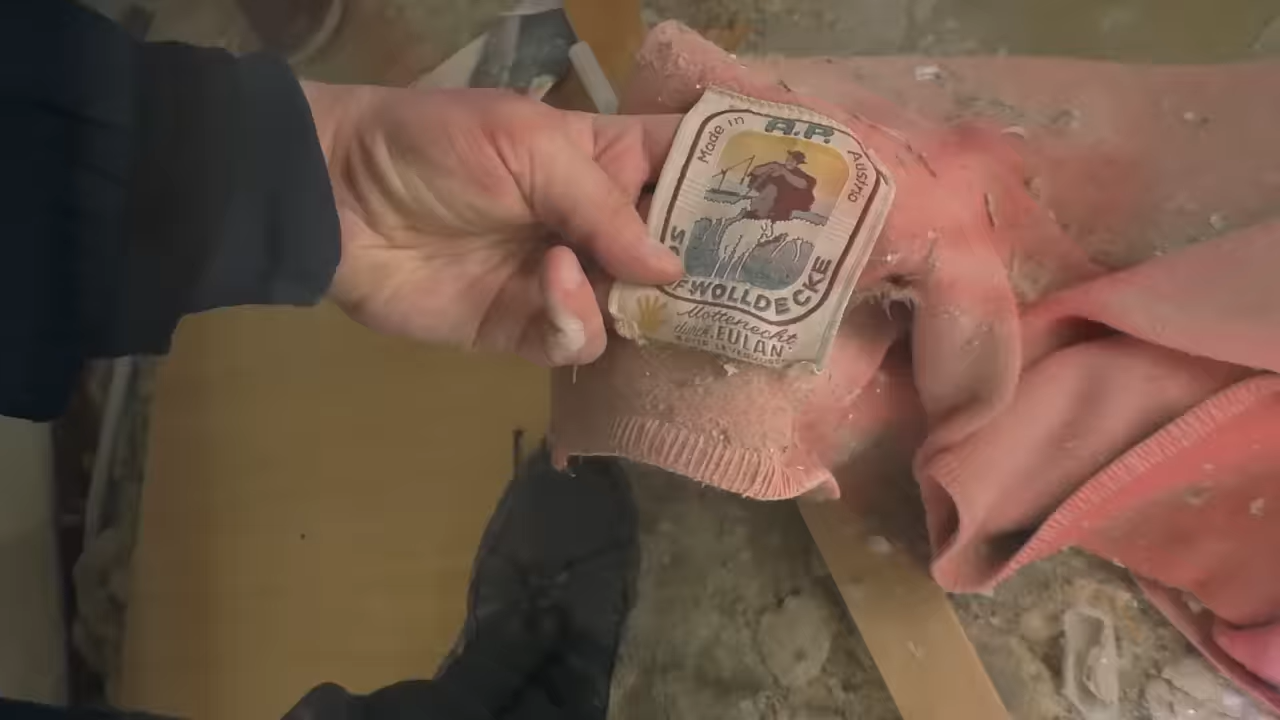 Made in A.P. Austria
FWOLLDECKE
Mottenecht
durch EULAN